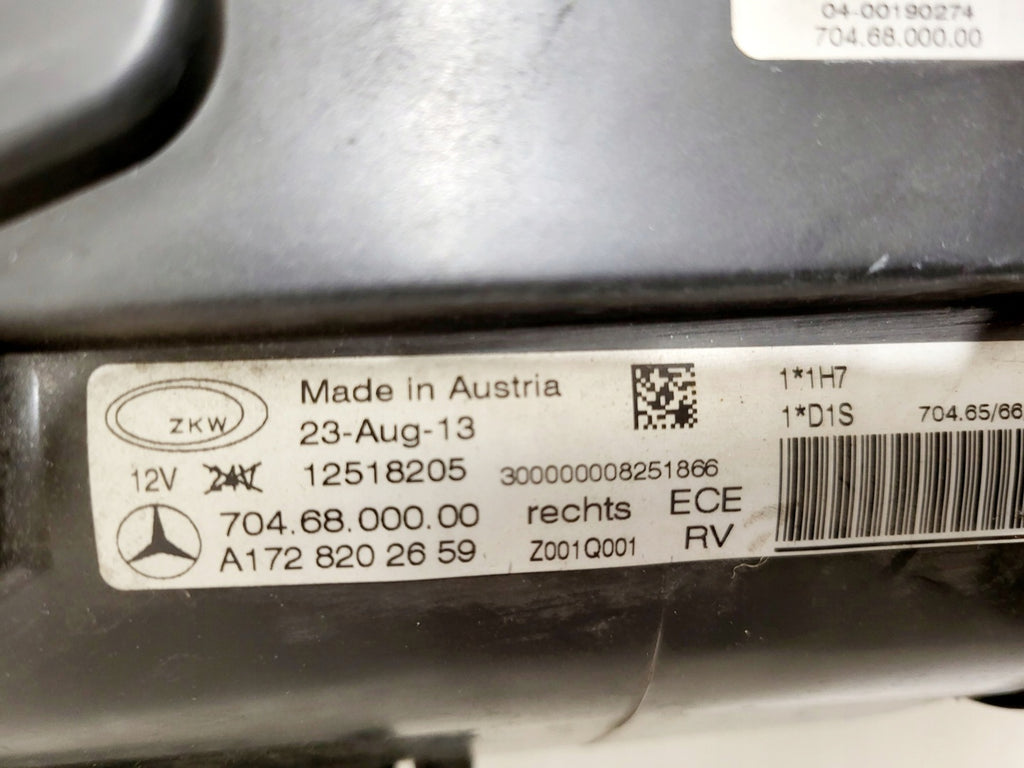 04-00190274
704.68.000.00
ZKW
Made in Austria
23-Aug-13
12V 24V 12518205
300000008251866
704.68.000.00
rechts ECE
A172 820 26 59
Z001Q001 RV
1*1H7
1*D1S 704.65/66